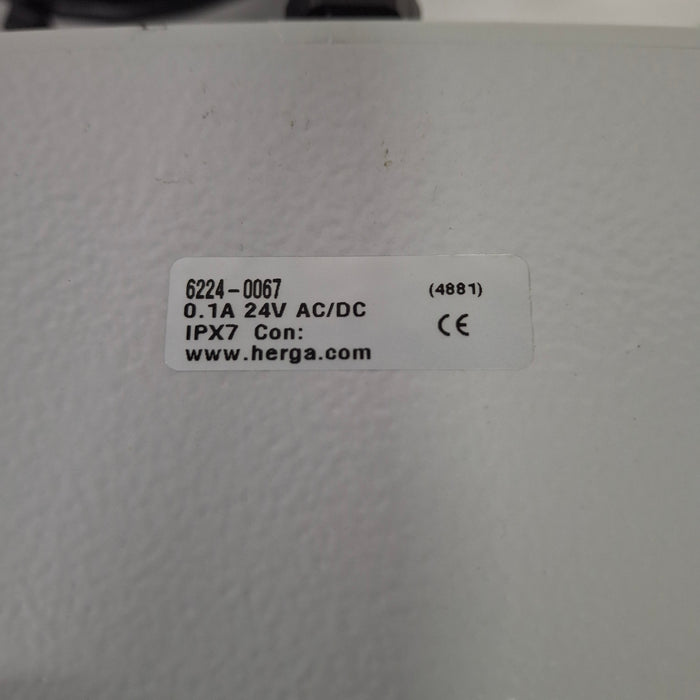 6224-0067 (4881)
0.1A 24V AC/DC
IPX7 Con: CE
www.herga.com